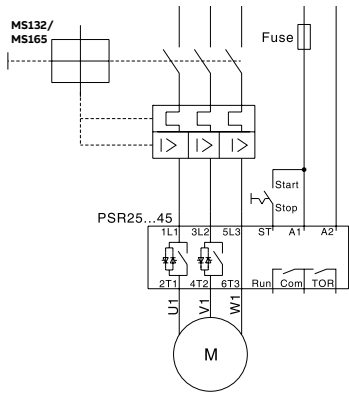 MS132/
MS165
Fuse
I> I> I>
Start
Stop
PSR25...45
1L1 3L2 5L3 ST A1 A2
2T1 4T2 6T3 Run Com TOR
U1 V1 W1
M